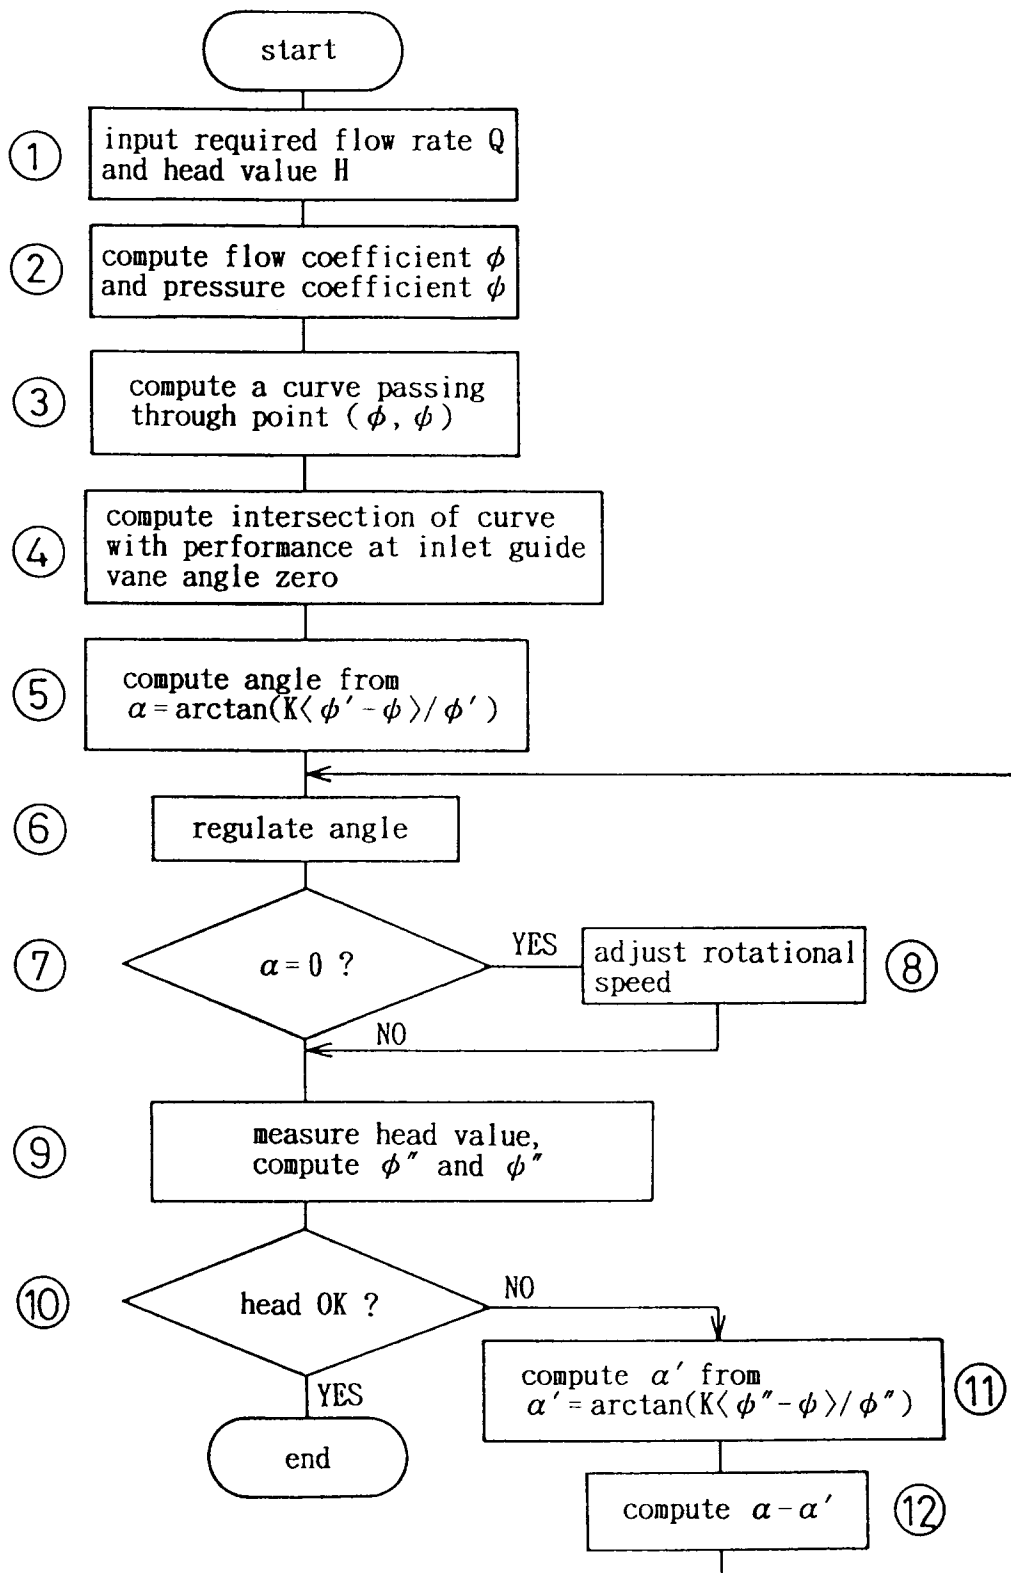 start
①
input required flow rate Q
and head value H
②
compute flow coefficient ϕ
and pressure coefficient ψ
③
compute a curve passing
through point (ϕ, ψ)
④
compute intersection of curve
with performance at inlet guide
vane angle zero
⑤
compute angle from
α=arctan(K⟨ϕ′-ϕ⟩/ϕ′)
⑥
regulate angle
⑦
α=0 ?
YES
adjust rotational
speed
⑧
NO
⑨
measure head value,
compute ϕ″ and ψ″
⑩
head OK ?
NO
YES
end
compute α′ from
α′=arctan(K⟨ϕ″-ϕ⟩/ϕ″)
⑪
compute α-α′
⑫